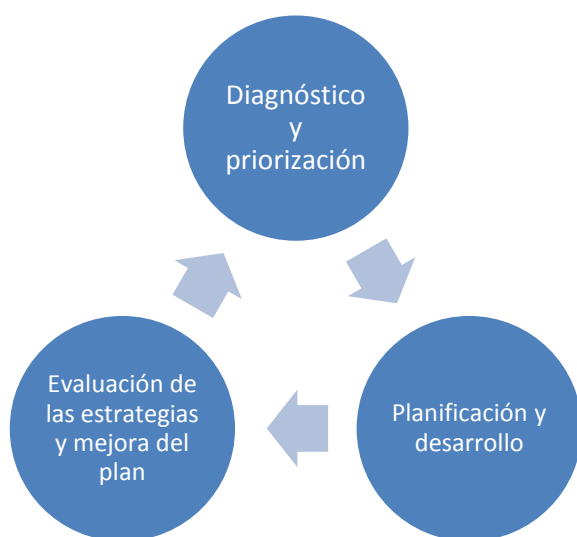 Diagnóstico
y
priorización
Evaluación de
las estrategias
y mejora del
plan
Planificación y
desarrollo